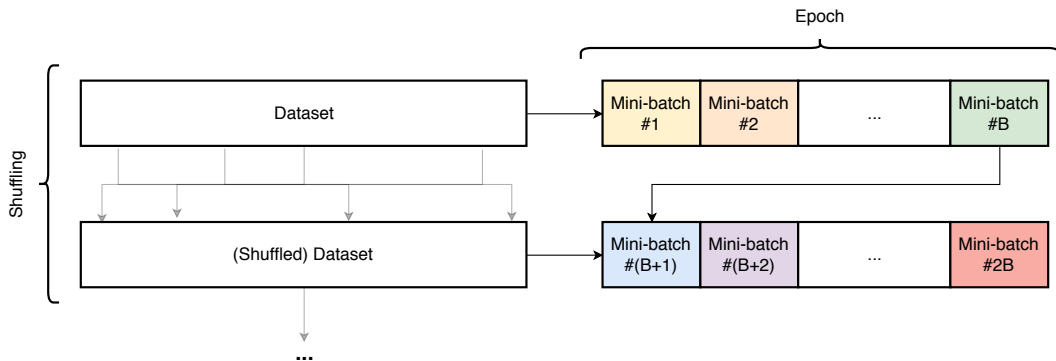 Epoch
Shuffling
Dataset
Mini-batch
#1
Mini-batch
#2
...
Mini-batch
#B
(Shuffled) Dataset
Mini-batch
#(B+1)
Mini-batch
#(B+2)
...
Mini-batch
#2B
...